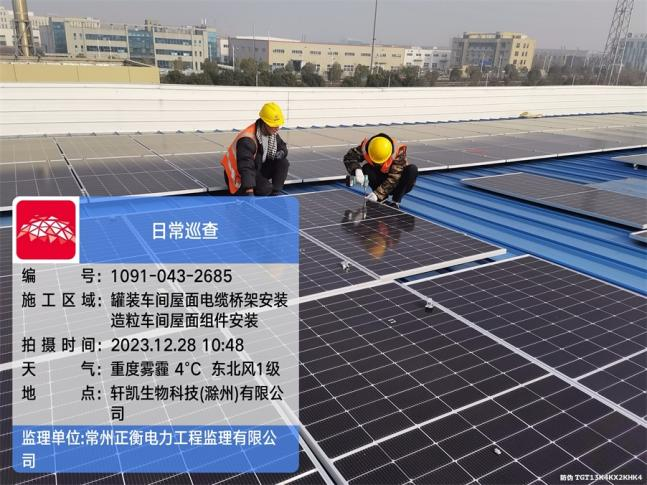 日常巡查
编 号：1091-043-2685
施工区域：罐装车间屋面电缆桥架安装
造粒车间屋面组件安装
拍摄时间：2023.12.28 10:48
天 气：重度雾霾 4°C 东北风1级
地 点：轩凯生物科技(滁州)有限公
司
监理单位:常州正衡电力工程监理有限公
司
防伪 TGT13K4KX2KHK4